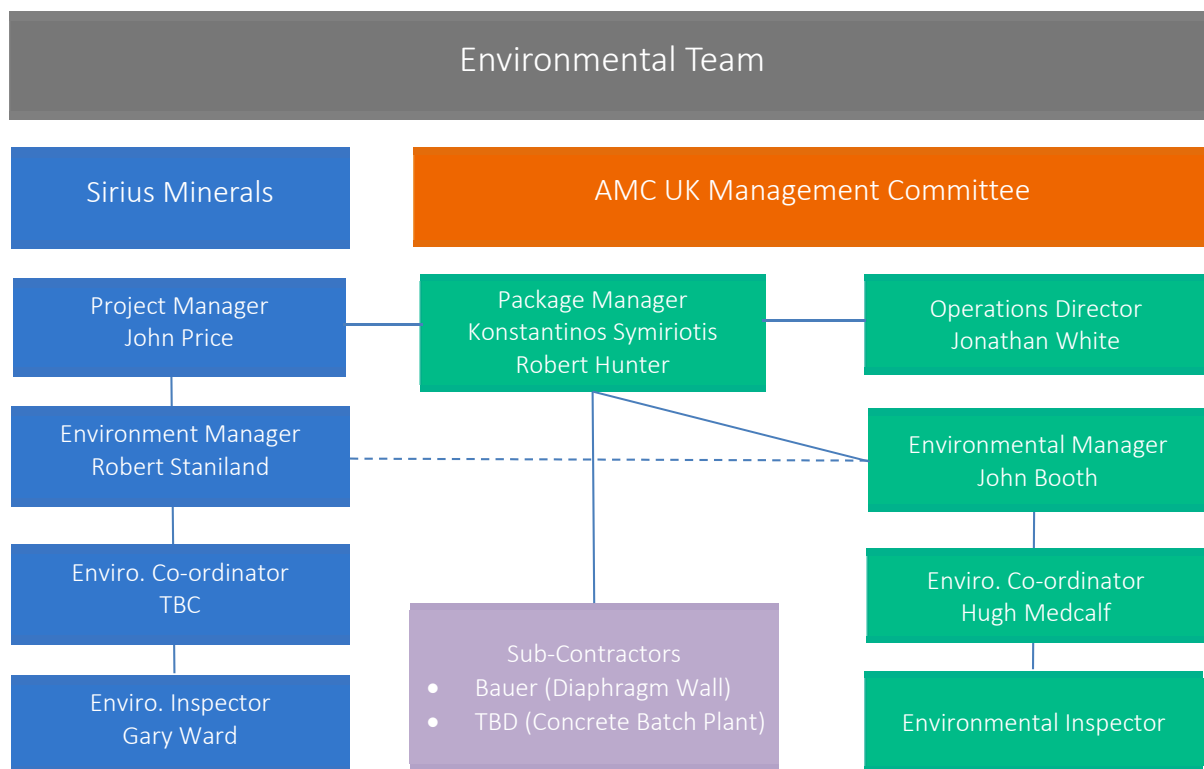 Environmental Team
Sirius Minerals
AMC UK Management Committee
Project Manager
John Price
Package Manager
Konstantinos Symiriotis
Robert Hunter
Operations Director
Jonathan White
Environment Manager
Robert Staniland
Environmental Manager
John Booth
Enviro. Co-ordinator
TBC
Enviro. Co-ordinator
Hugh Medcalf
Sub-Contractors
• Bauer (Diaphragm Wall)
• TBD (Concrete Batch Plant)
Enviro. Inspector
Gary Ward
Environmental Inspector